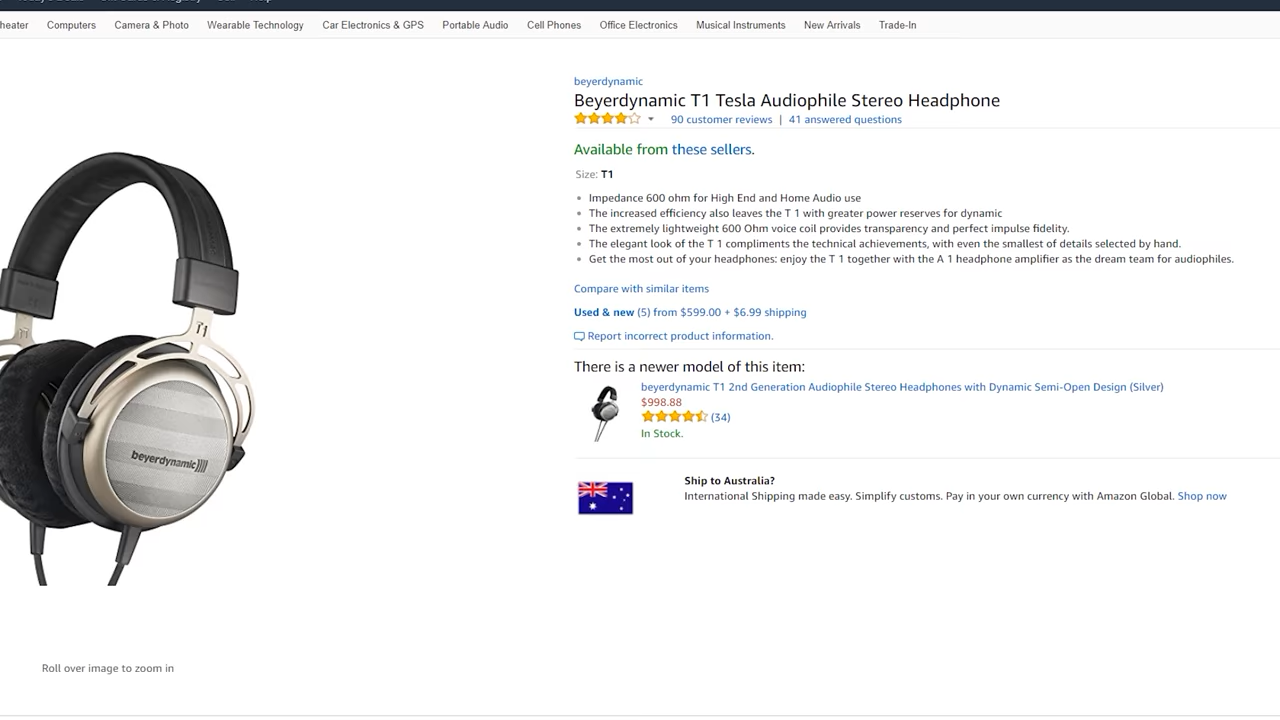 heater Computers Camera & Photo Wearable Technology Car Electronics & GPS Portable Audio Cell Phones Office Electronics Musical Instruments New Arrivals Trade-In
beyerdynamic
Beyerdynamic T1 Tesla Audiophile Stereo Headphone
90 customer reviews | 41 answered questions
Available from these sellers.
Size: T1
Impedance 600 ohm for High End and Home Audio use
The increased efficiency also leaves the T 1 with greater power reserves for dynamic
The extremely lightweight 600 Ohm voice coil provides transparency and perfect impulse fidelity.
The elegant look of the T 1 compliments the technical achievements, with even the smallest of details selected by hand.
Get the most out of your headphones: enjoy the T 1 together with the A 1 headphone amplifier as the dream team for audiophiles.
Compare with similar items
Used & new (5) from $599.00 + $6.99 shipping
Report incorrect product information.
There is a newer model of this item:
beyerdynamic T1 2nd Generation Audiophile Stereo Headphones with Dynamic Semi-Open Design (Silver)
$998.88
(34)
In Stock.
Ship to Australia?
International Shipping made easy. Simplify customs. Pay in your own currency with Amazon Global. Shop now
T1
beyerdynamic
Roll over image to zoom in